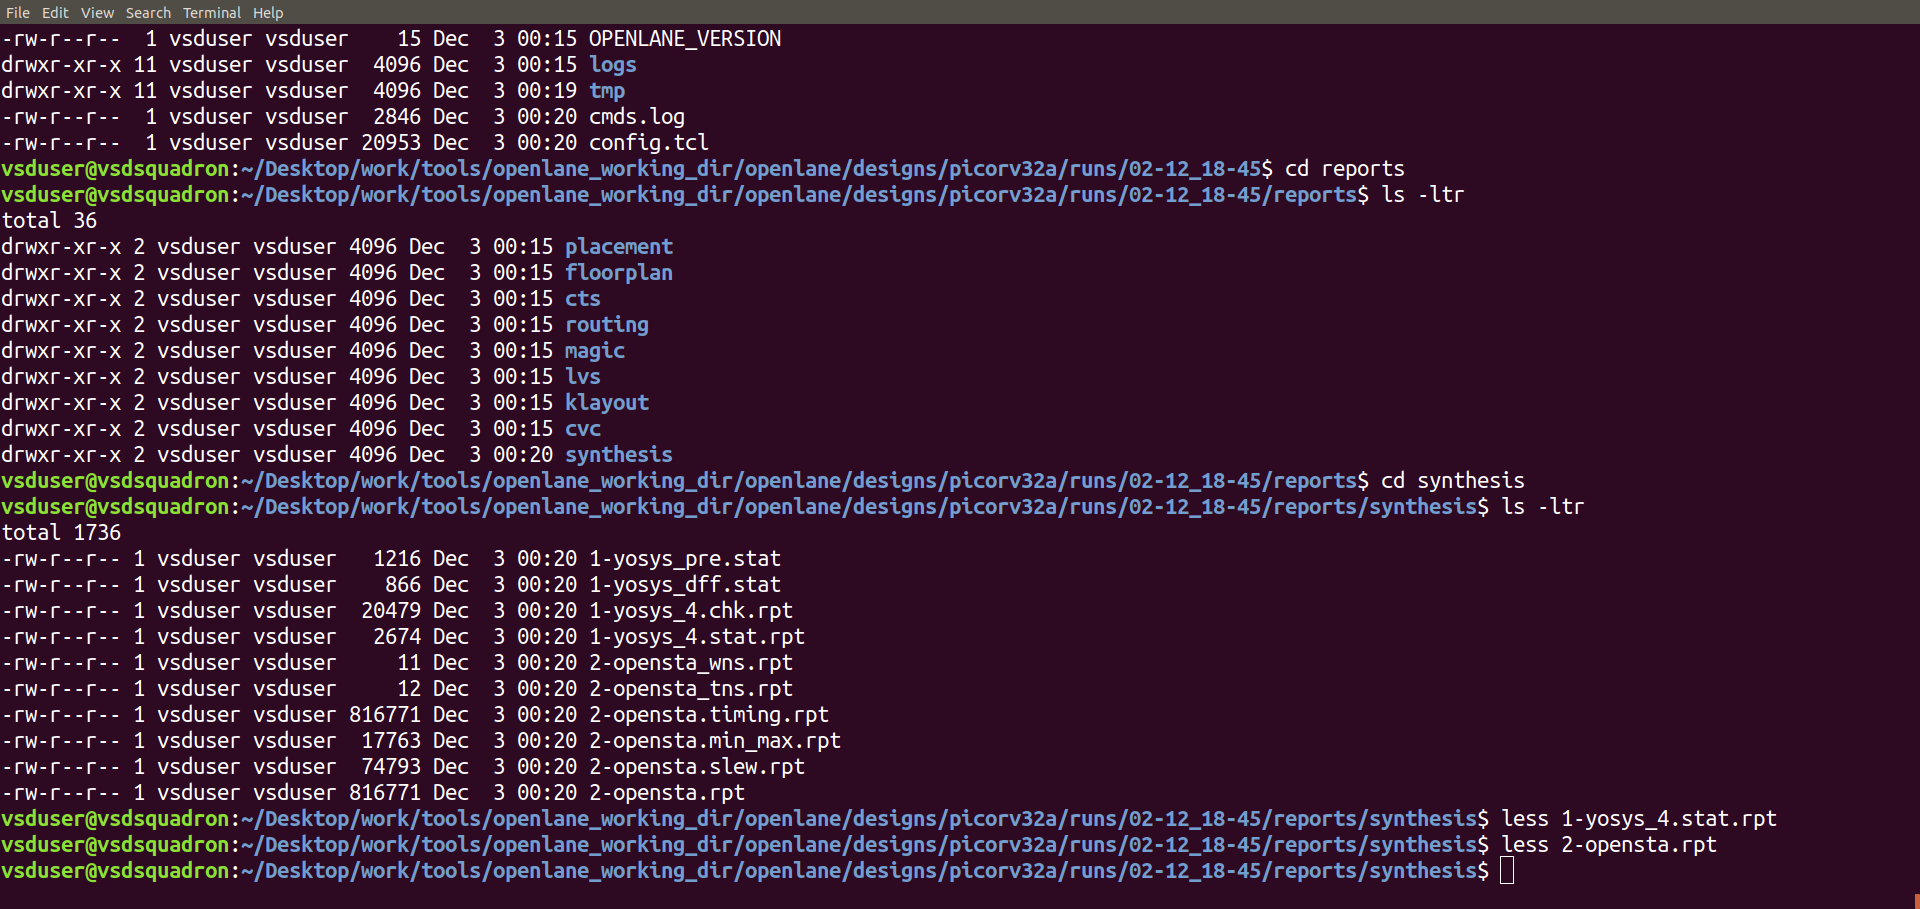 File Edit View Search Terminal Help
-rw-r--r--  1 vsduser vsduser    15 Dec  3 00:15 OPENLANE_VERSION
drwxr-xr-x 11 vsduser vsduser  4096 Dec  3 00:15 logs
drwxr-xr-x 11 vsduser vsduser  4096 Dec  3 00:19 tmp
-rw-r--r--  1 vsduser vsduser  2846 Dec  3 00:20 cmds.log
-rw-r--r--  1 vsduser vsduser 20953 Dec  3 00:20 config.tcl
vsduser@vsdsquadron:~/Desktop/work/tools/openlane_working_dir/openlane/designs/picorv32a/runs/02-12_18-45$ cd reports
vsduser@vsdsquadron:~/Desktop/work/tools/openlane_working_dir/openlane/designs/picorv32a/runs/02-12_18-45/reports$ ls -ltr
total 36
drwxr-xr-x 2 vsduser vsduser 4096 Dec  3 00:15 placement
drwxr-xr-x 2 vsduser vsduser 4096 Dec  3 00:15 floorplan
drwxr-xr-x 2 vsduser vsduser 4096 Dec  3 00:15 cts
drwxr-xr-x 2 vsduser vsduser 4096 Dec  3 00:15 routing
drwxr-xr-x 2 vsduser vsduser 4096 Dec  3 00:15 magic
drwxr-xr-x 2 vsduser vsduser 4096 Dec  3 00:15 lvs
drwxr-xr-x 2 vsduser vsduser 4096 Dec  3 00:15 klayout
drwxr-xr-x 2 vsduser vsduser 4096 Dec  3 00:15 cvc
drwxr-xr-x 2 vsduser vsduser 4096 Dec  3 00:20 synthesis
vsduser@vsdsquadron:~/Desktop/work/tools/openlane_working_dir/openlane/designs/picorv32a/runs/02-12_18-45/reports$ cd synthesis
vsduser@vsdsquadron:~/Desktop/work/tools/openlane_working_dir/openlane/designs/picorv32a/runs/02-12_18-45/reports/synthesis$ ls -ltr
total 1736
-rw-r--r-- 1 vsduser vsduser   1216 Dec  3 00:20 1-yosys_pre.stat
-rw-r--r-- 1 vsduser vsduser    866 Dec  3 00:20 1-yosys_dff.stat
-rw-r--r-- 1 vsduser vsduser  20479 Dec  3 00:20 1-yosys_4.chk.rpt
-rw-r--r-- 1 vsduser vsduser   2674 Dec  3 00:20 1-yosys_4.stat.rpt
-rw-r--r-- 1 vsduser vsduser     11 Dec  3 00:20 2-opensta_wns.rpt
-rw-r--r-- 1 vsduser vsduser     12 Dec  3 00:20 2-opensta_tns.rpt
-rw-r--r-- 1 vsduser vsduser 816771 Dec  3 00:20 2-opensta.timing.rpt
-rw-r--r-- 1 vsduser vsduser  17763 Dec  3 00:20 2-opensta.min_max.rpt
-rw-r--r-- 1 vsduser vsduser  74793 Dec  3 00:20 2-opensta.slew.rpt
-rw-r--r-- 1 vsduser vsduser 816771 Dec  3 00:20 2-opensta.rpt
vsduser@vsdsquadron:~/Desktop/work/tools/openlane_working_dir/openlane/designs/picorv32a/runs/02-12_18-45/reports/synthesis$ less 1-yosys_4.stat.rpt
vsduser@vsdsquadron:~/Desktop/work/tools/openlane_working_dir/openlane/designs/picorv32a/runs/02-12_18-45/reports/synthesis$ less 2-opensta.rpt
vsduser@vsdsquadron:~/Desktop/work/tools/openlane_working_dir/openlane/designs/picorv32a/runs/02-12_18-45/reports/synthesis$